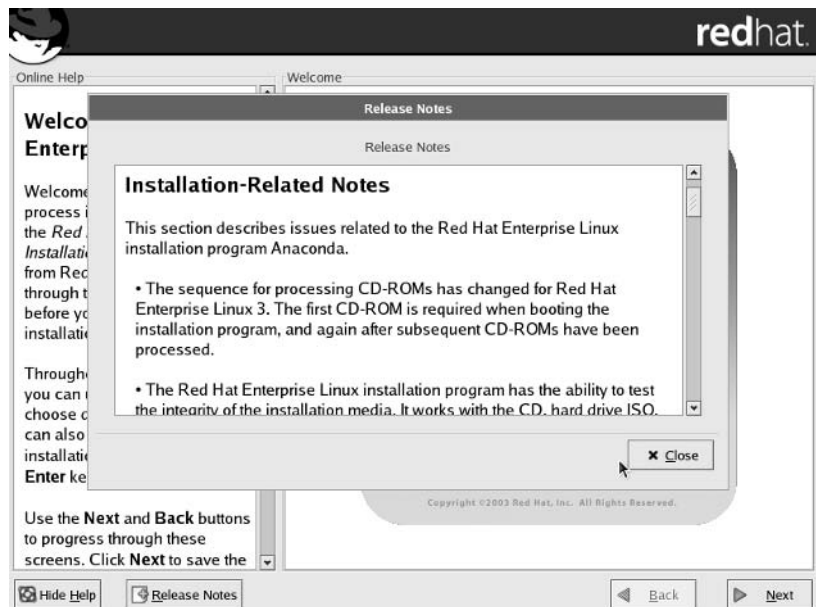 redhat.
Online Help
Welcome
Welco
Enterp
Welcome
process i
the Red
Installati
from Red
through t
before yo
installati
Through
you can
choose
can also
installati
Enter ke
Use the Next and Back buttons
to progress through these
screens. Click Next to save the
Release Notes
Release Notes
Installation-Related Notes
This section describes issues related to the Red Hat Enterprise Linux
installation program Anaconda.
• The sequence for processing CD-ROMs has changed for Red Hat
Enterprise Linux 3. The first CD-ROM is required when booting the
installation program, and again after subsequent CD-ROMs have been
processed.
• The Red Hat Enterprise Linux installation program has the ability to test
the integrity of the installation media. It works with the CD, hard drive ISO,
Close
Copyright ©2003 Red Hat, Inc. All Rights Reserved.
Hide Help
Release Notes
Back
Next